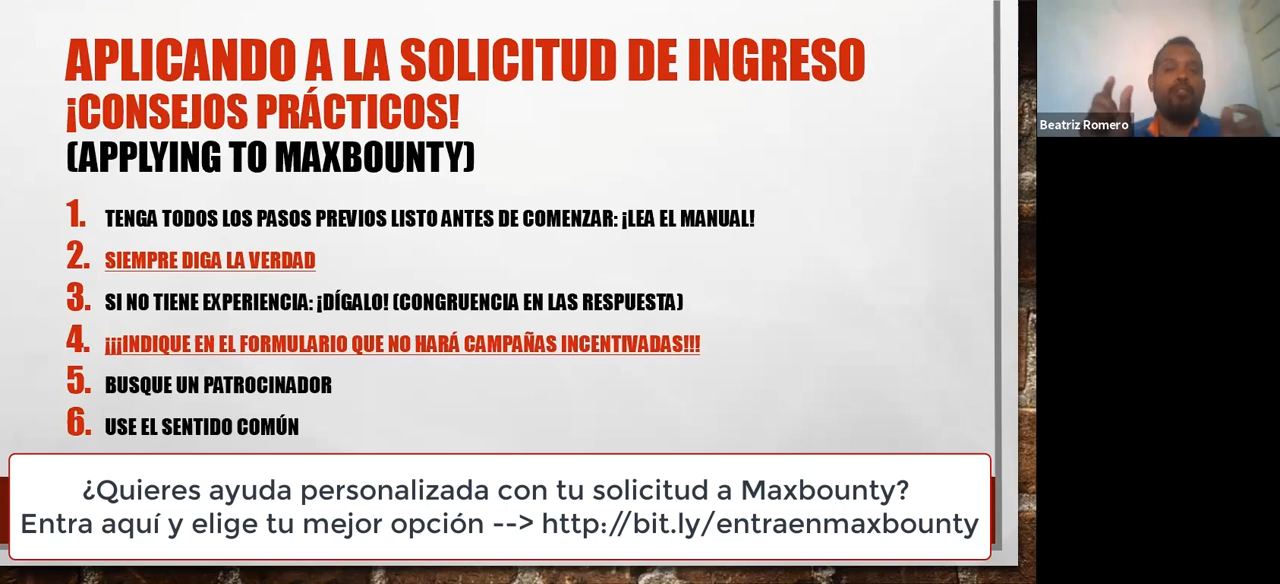 APLICANDO A LA SOLICITUD DE INGRESO
¡CONSEJOS PRÁCTICOS!
(APPLYING TO MAXBOUNTY)
1. TENGA TODOS LOS PASOS PREVIOS LISTO ANTES DE COMENZAR: ¡LEA EL MANUAL!
2. SIEMPRE DIGA LA VERDAD
3. SI NO TIENE EXPERIENCIA: ¡DÍGALO! (CONGRUENCIA EN LAS RESPUESTA)
4. ¡¡¡INDIQUE EN EL FORMULARIO QUE NO HARÁ CAMPAÑAS INCENTIVADAS!!!
5. BUSQUE UN PATROCINADOR
6. USE EL SENTIDO COMÚN
¿Quieres ayuda personalizada con tu solicitud a Maxbounty?
Entra aquí y elige tu mejor opción --> http://bit.ly/entraenmaxbounty
Beatriz Romero